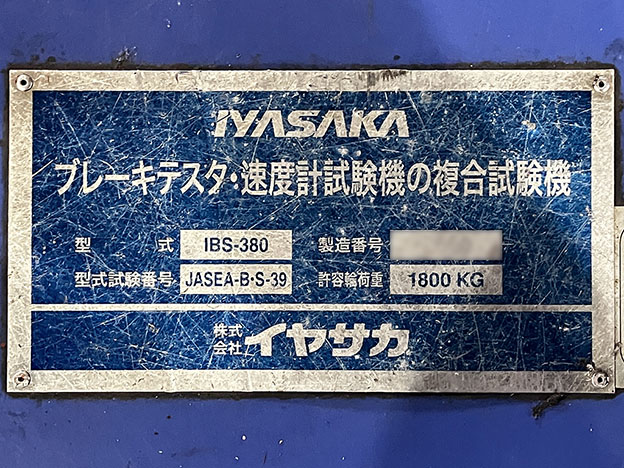 IYASAKA
ブレーキテスタ・速度計試験機の複合試験機
型式 IBS-380 製造番号
型式試験番号 JASEA-B・S-39 許容輪荷重 1800 KG
株式会社 イヤサカ